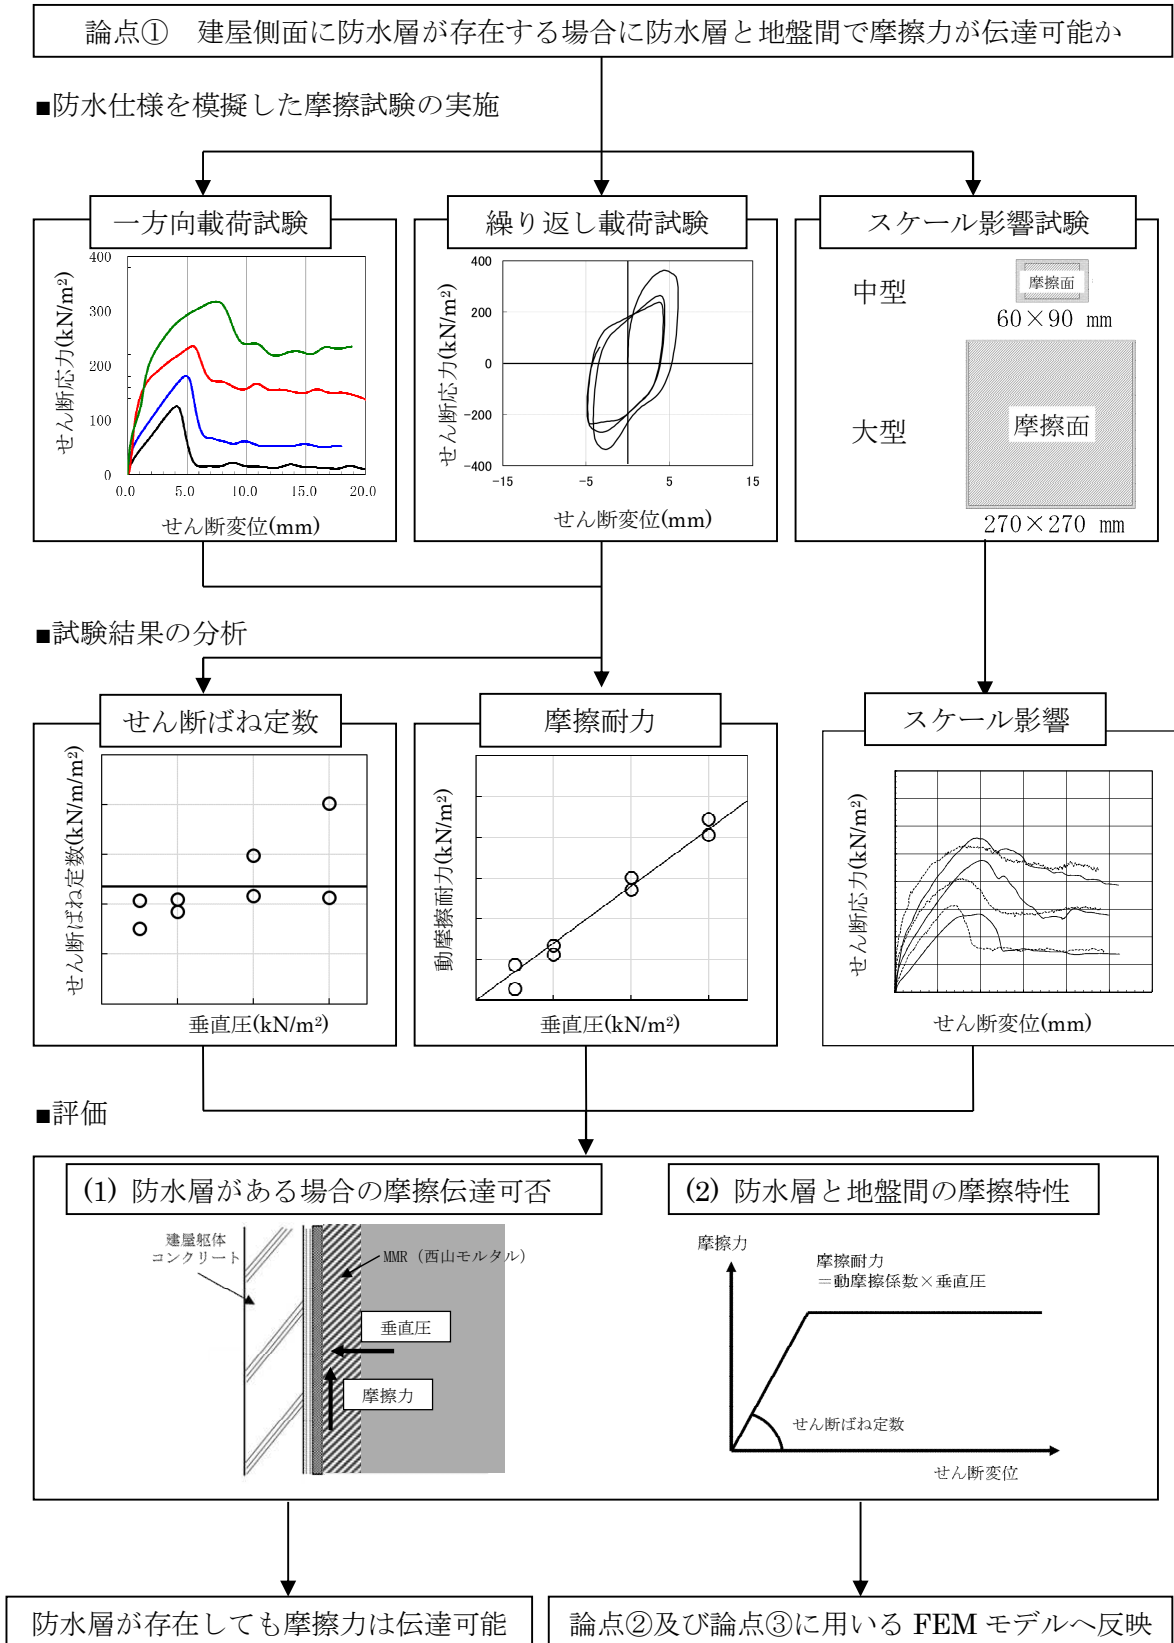 論点①　建屋側面に防水層が存在する場合に防水層と地盤間で摩擦力が伝達可能か
■防水仕様を模擬した摩擦試験の実施
一方向載荷試験
せん断応力(kN/m²)
400
300
200
100
0
0.0 5.0 10.0 15.0 20.0
せん断変位(mm)
繰り返し載荷試験
せん断応力(kN/m²)
400
200
0
-200
-400
-15 -5 5 15
せん断変位(mm)
スケール影響試験
中型
摩擦面
60×90 mm
大型
摩擦面
270×270 mm
■試験結果の分析
せん断ばね定数
せん断ばね定数(kN/m/m²)
垂直圧(kN/m²)
摩擦耐力
動摩擦耐力(kN/m²)
垂直圧(kN/m²)
スケール影響
せん断応力(kN/m²)
せん断変位(mm)
■評価
(1) 防水層がある場合の摩擦伝達可否
建屋躯体
コンクリート
MMR（西山モルタル）
垂直圧
摩擦力
(2) 防水層と地盤間の摩擦特性
摩擦力
摩擦耐力
＝動摩擦係数×垂直圧
せん断ばね定数
せん断変位
防水層が存在しても摩擦力は伝達可能
論点②及び論点③に用いる FEM モデルへ反映